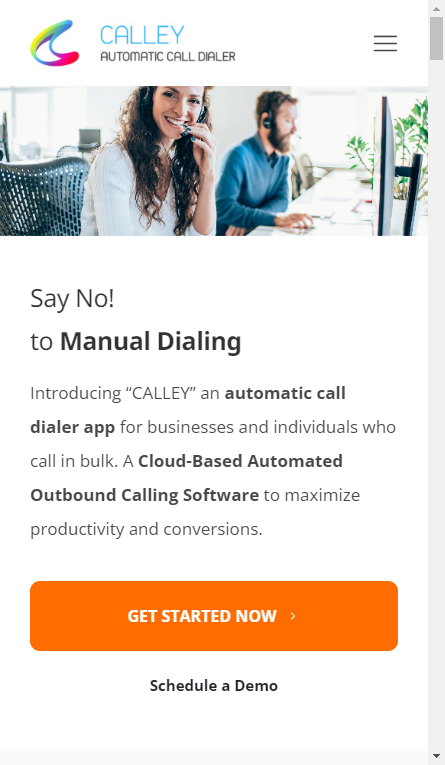 CALLEY
AUTOMATIC CALL DIALER
Say No!
to Manual Dialing
Introducing “CALLEY” an automatic call
dialer app for businesses and individuals who
call in bulk. A Cloud-Based Automated
Outbound Calling Software to maximize
productivity and conversions.
GET STARTED NOW
Schedule a Demo